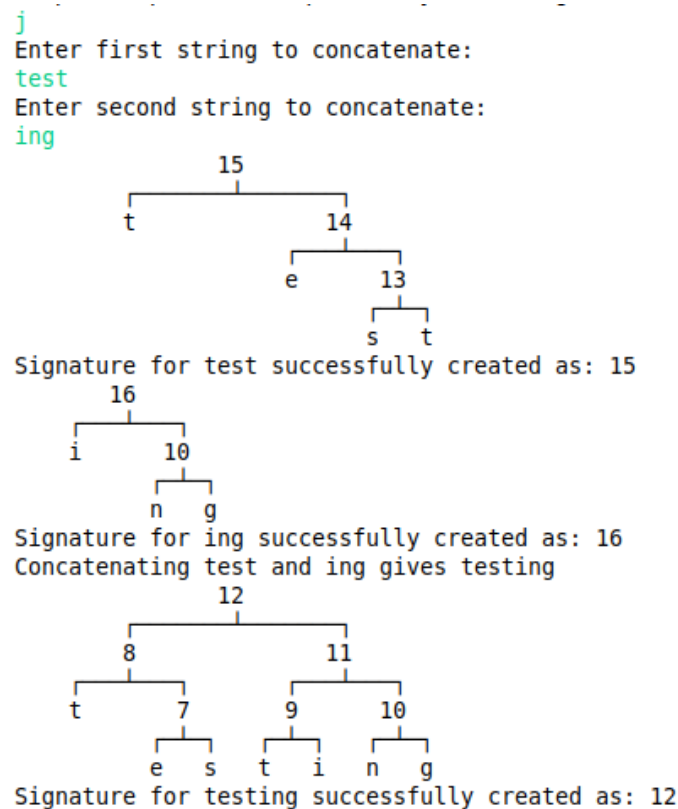 j
Enter first string to concatenate:
test
Enter second string to concatenate:
ing
15
t 14
e 13
s t
Signature for test successfully created as: 15
16
i 10
n g
Signature for ing successfully created as: 16
Concatenating test and ing gives testing
12
8 11
t 7 9 10
e s t i n g
Signature for testing successfully created as: 12